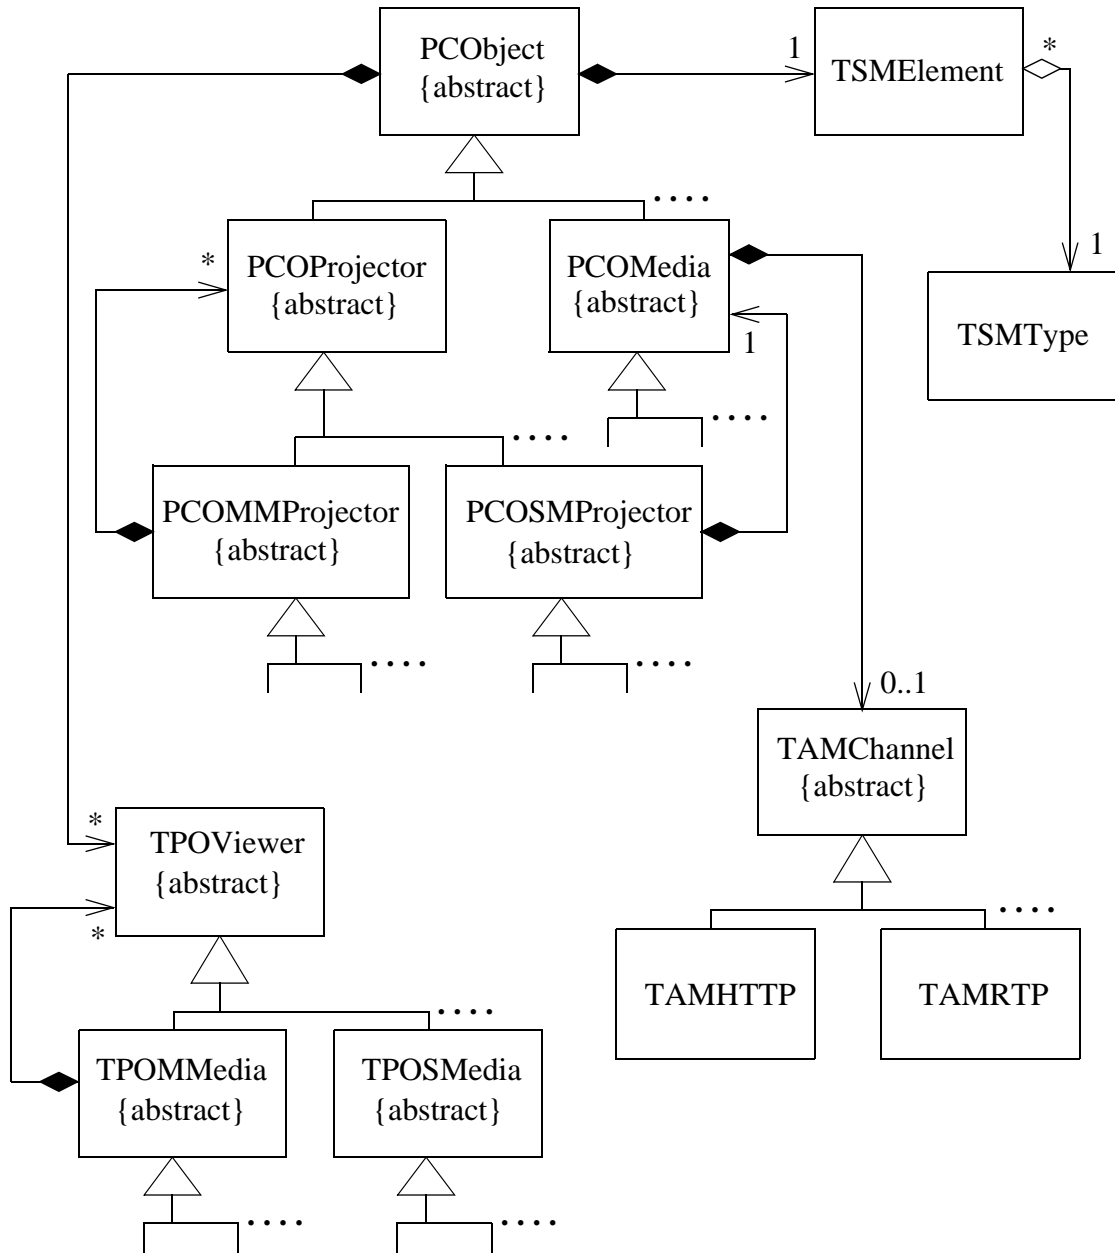 PCObject
{abstract}
1
TSMElement
*
....
PCOProjector
{abstract}
*
PCOMedia
{abstract}
1
1
TSMType
....
....
PCOMMProjector
{abstract}
PCOSMProjector
{abstract}
....
....
0..1
TAMChannel
{abstract}
*
TPOViewer
{abstract}
*
....
TAMHTTP
TAMRTP
....
TPOMMedia
{abstract}
TPOSMedia
{abstract}
....
....